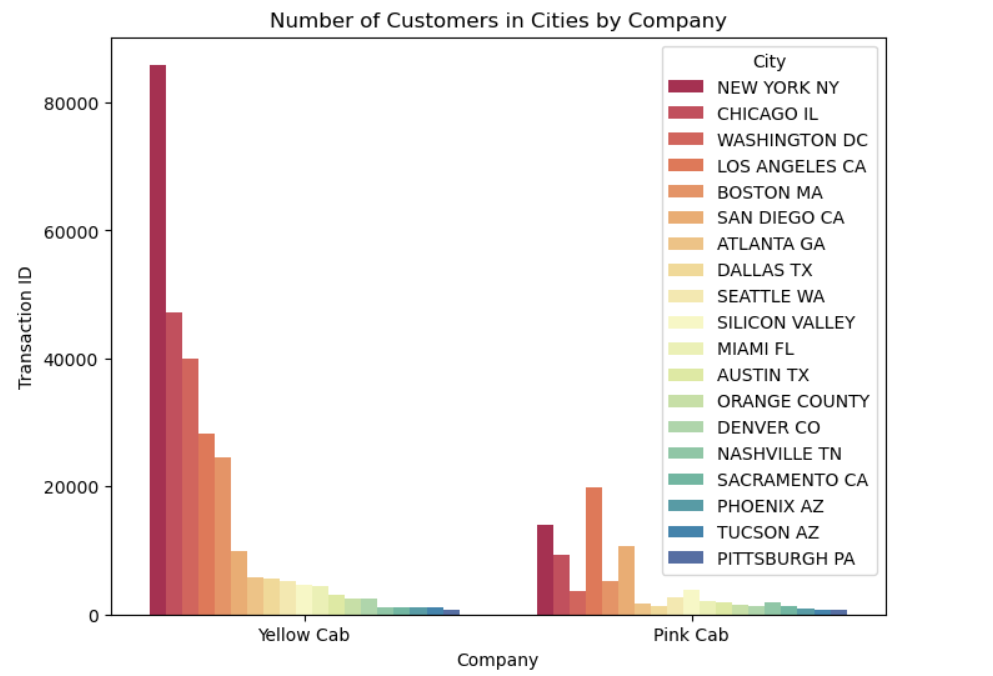 Number of Customers in Cities by Company
City
NEW YORK NY
CHICAGO IL
WASHINGTON DC
LOS ANGELES CA
BOSTON MA
SAN DIEGO CA
ATLANTA GA
DALLAS TX
SEATTLE WA
SILICON VALLEY
MIAMI FL
AUSTIN TX
ORANGE COUNTY
DENVER CO
NASHVILLE TN
SACRAMENTO CA
PHOENIX AZ
TUCSON AZ
PITTSBURGH PA
Transaction ID
80000
60000
40000
20000
0
Yellow Cab
Pink Cab
Company